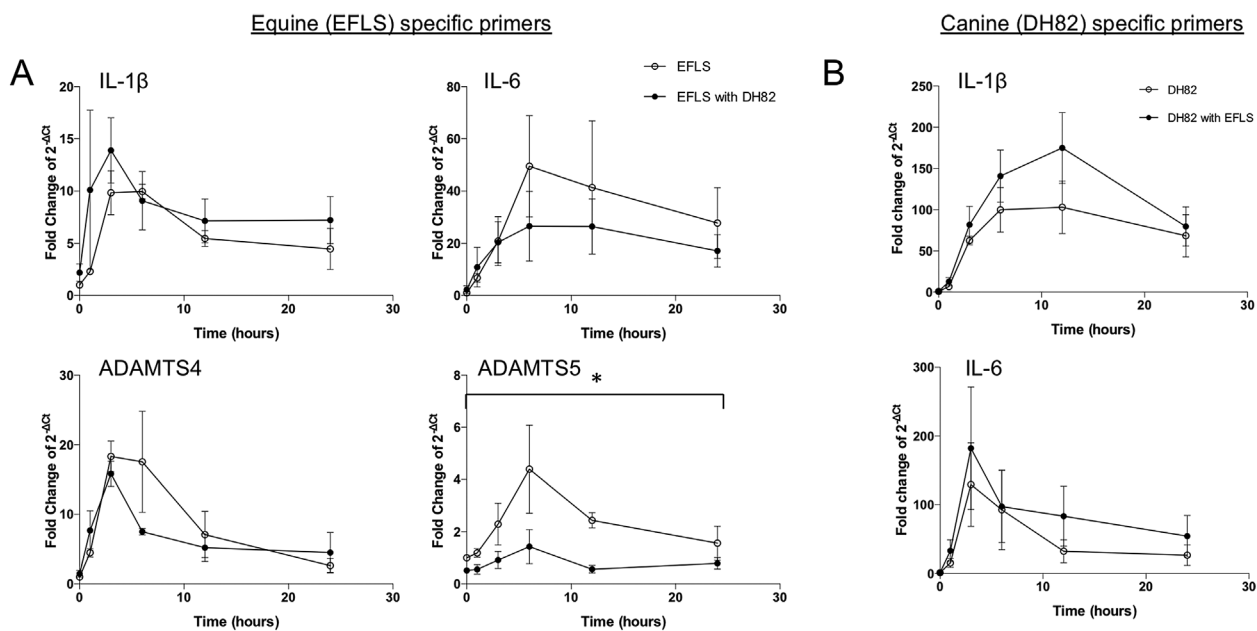 Equine (EFLS) specific primers
Canine (DH82) specific primers
A
IL-1β
20
15
10
5
0
Fold Change of 2^-ΔCt
0 10 20 30
Time (hours)
IL-6
80
60
40
20
0
Fold Change of 2^-ΔCt
0 10 20 30
Time (hours)
EFLS
EFLS with DH82
ADAMTS4
30
20
10
0
Fold Change of 2^-ΔCt
0 10 20 30
Time (hours)
ADAMTS5
*
8
6
4
2
0
Fold Change of 2^-ΔCt
0 10 20 30
Time (hours)
B
IL-1β
250
200
150
100
50
0
Fold Change of 2^-ΔCt
0 10 20 30
Time (hours)
DH82
DH82 with EFLS
IL-6
300
200
100
0
Fold Change of 2^-ΔCt
0 10 20 30
Time (hours)